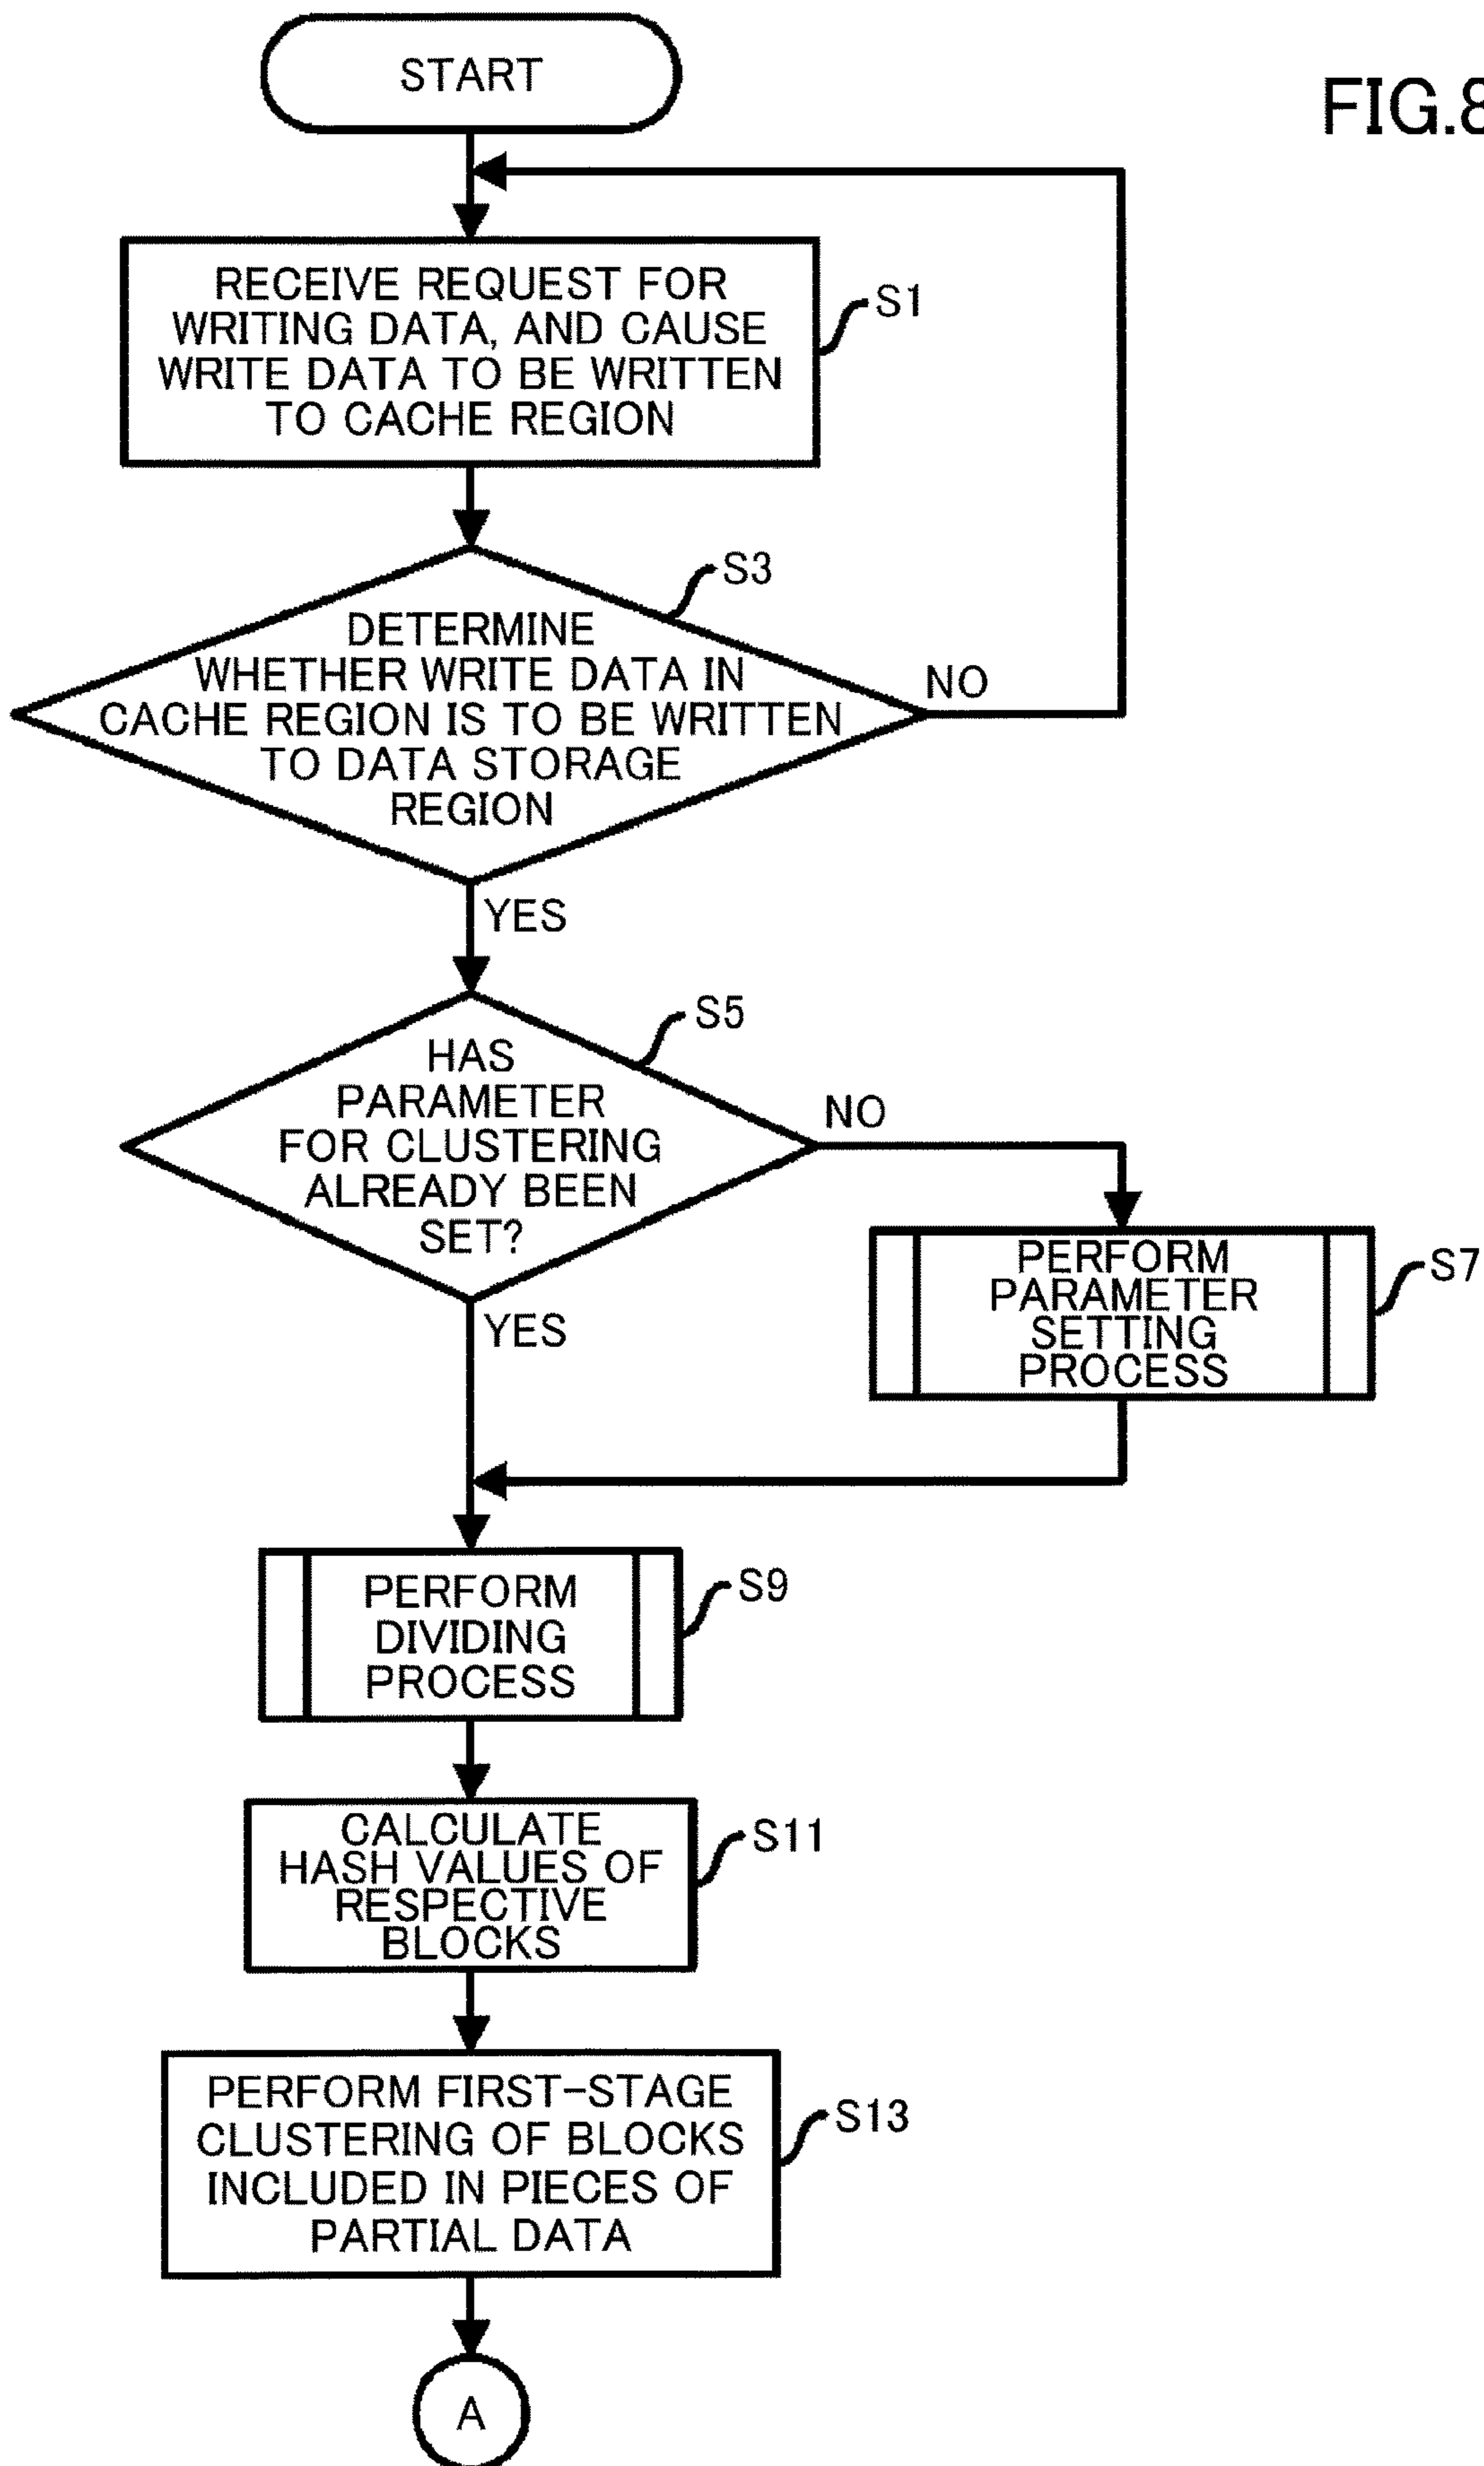 START
FIG.8
RECEIVE REQUEST FOR
WRITING DATA, AND CAUSE
WRITE DATA TO BE WRITTEN
TO CACHE REGION
S1
S3
DETERMINE
WHETHER WRITE DATA IN
CACHE REGION IS TO BE WRITTEN
TO DATA STORAGE
REGION
NO
YES
S5
HAS
PARAMETER
FOR CLUSTERING
ALREADY BEEN
SET?
NO
YES
PERFORM
PARAMETER
SETTING
PROCESS
S7
PERFORM
DIVIDING
PROCESS
S9
CALCULATE
HASH VALUES OF
RESPECTIVE
BLOCKS
S11
PERFORM FIRST-STAGE
CLUSTERING OF BLOCKS
INCLUDED IN PIECES OF
PARTIAL DATA
S13
A